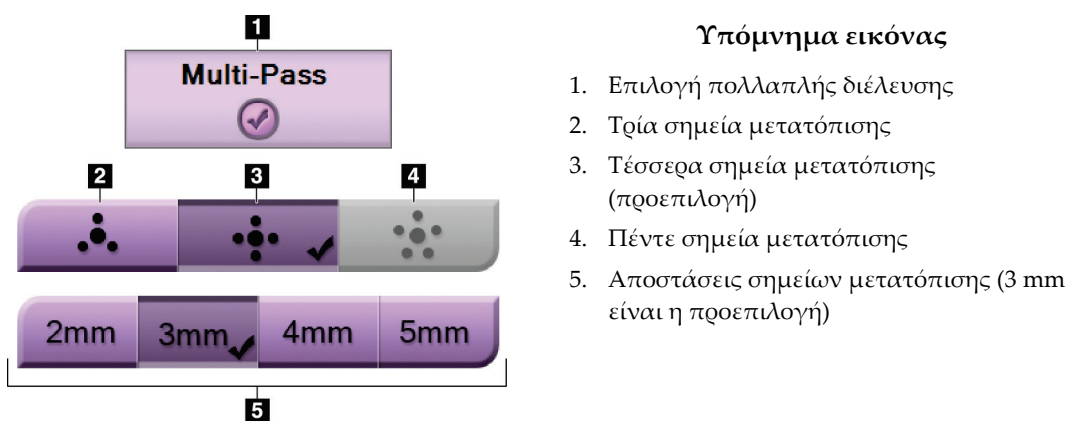 1
Multi-Pass
2 3 4
2mm 3mm 4mm 5mm
5
Υπόμνημα εικόνας
1. Επιλογή πολλαπλής διέλευσης
2. Τρία σημεία μετατόπισης
3. Τέσσερα σημεία μετατόπισης
(προεπιλογή)
4. Πέντε σημεία μετατόπισης
5. Αποστάσεις σημείων μετατόπισης (3 mm
είναι η προεπιλογή)